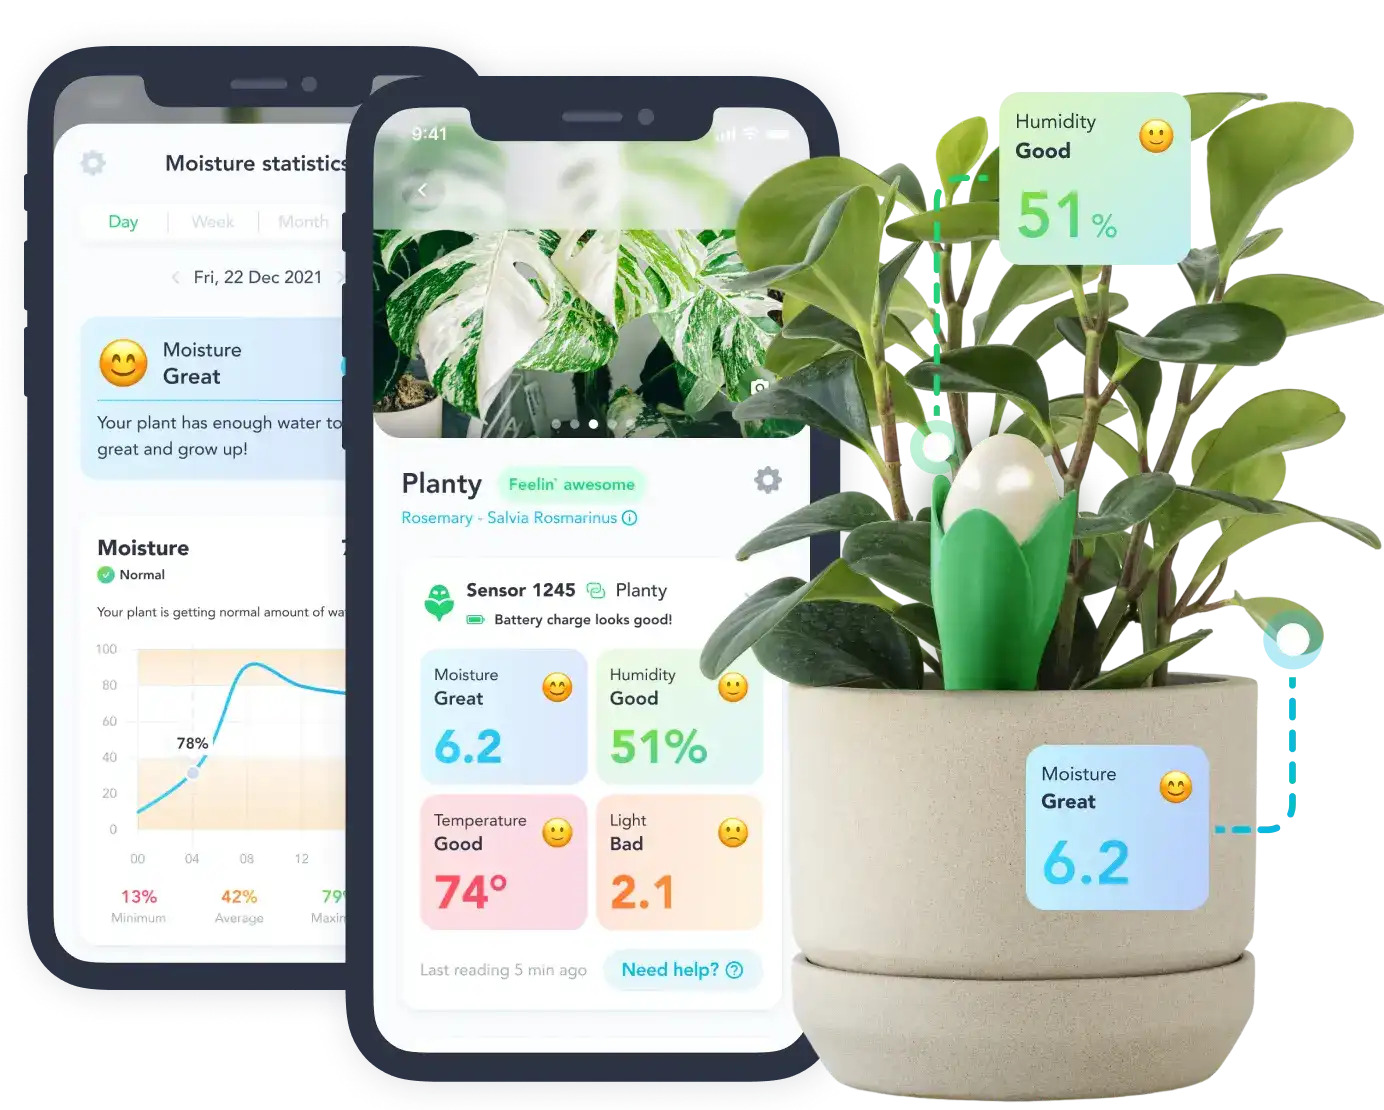 Moisture statistics
Day
Week
Month
Fri, 22 Dec 2021
Moisture
Great
Your plant has enough water to
great and grow up!
Moisture
Normal
Your plant is getting normal amount of
100
80
60
40
20
0
78%
00
04
08
12
13%
Minimum
42%
Average
79
9:41
Planty
Feelin' awesome
Rosemary - Salvia Rosmarinus
Sensor 1245 Planty
Battery charge looks good!
Moisture
Great
6.2
Humidity
Good
51%
Temperature
Good
74°
Light
Bad
2.1
Last reading 5 min ago
Need help?
Humidity
Good
51%
Moisture
Great
6.2